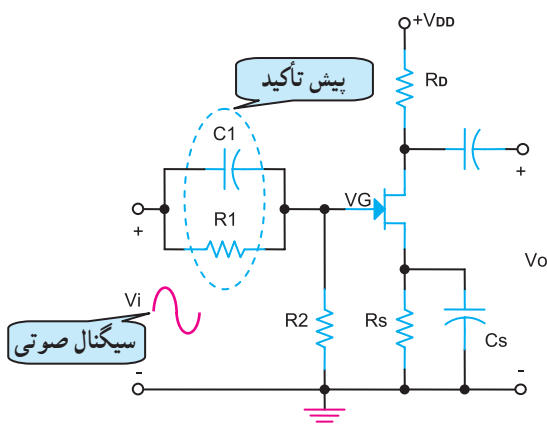 +VDD
RD
پیش تأکید
C1
+
VG
R1
+
Vo
Vi
R2
Rs
Cs
سیگنال صوتی
-
-